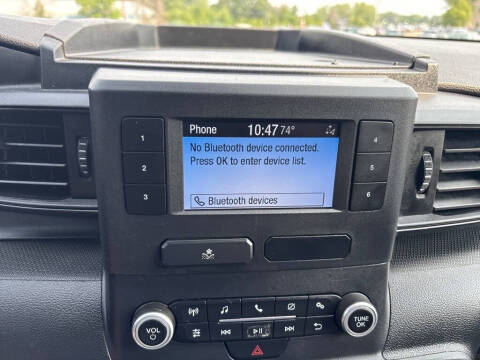 Phone 10:47 74°
No Bluetooth device connected.
Press OK to enter device list.
Bluetooth devices
1
2
3
4
5
6
VOL
TUNE
OK